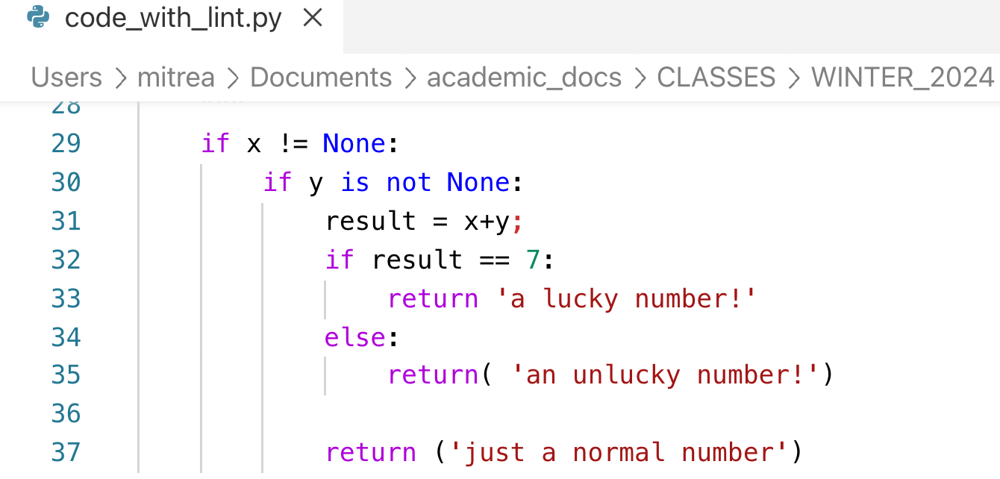 code_with_lint.py ×
Users > mitrea > Documents > academic_docs > CLASSES > WINTER_2024
28
29 if x != None:
30 if y is not None:
31 result = x+y;
32 if result == 7:
33 return 'a lucky number!'
34 else:
35 return( 'an unlucky number!')
36
37 return ('just a normal number')